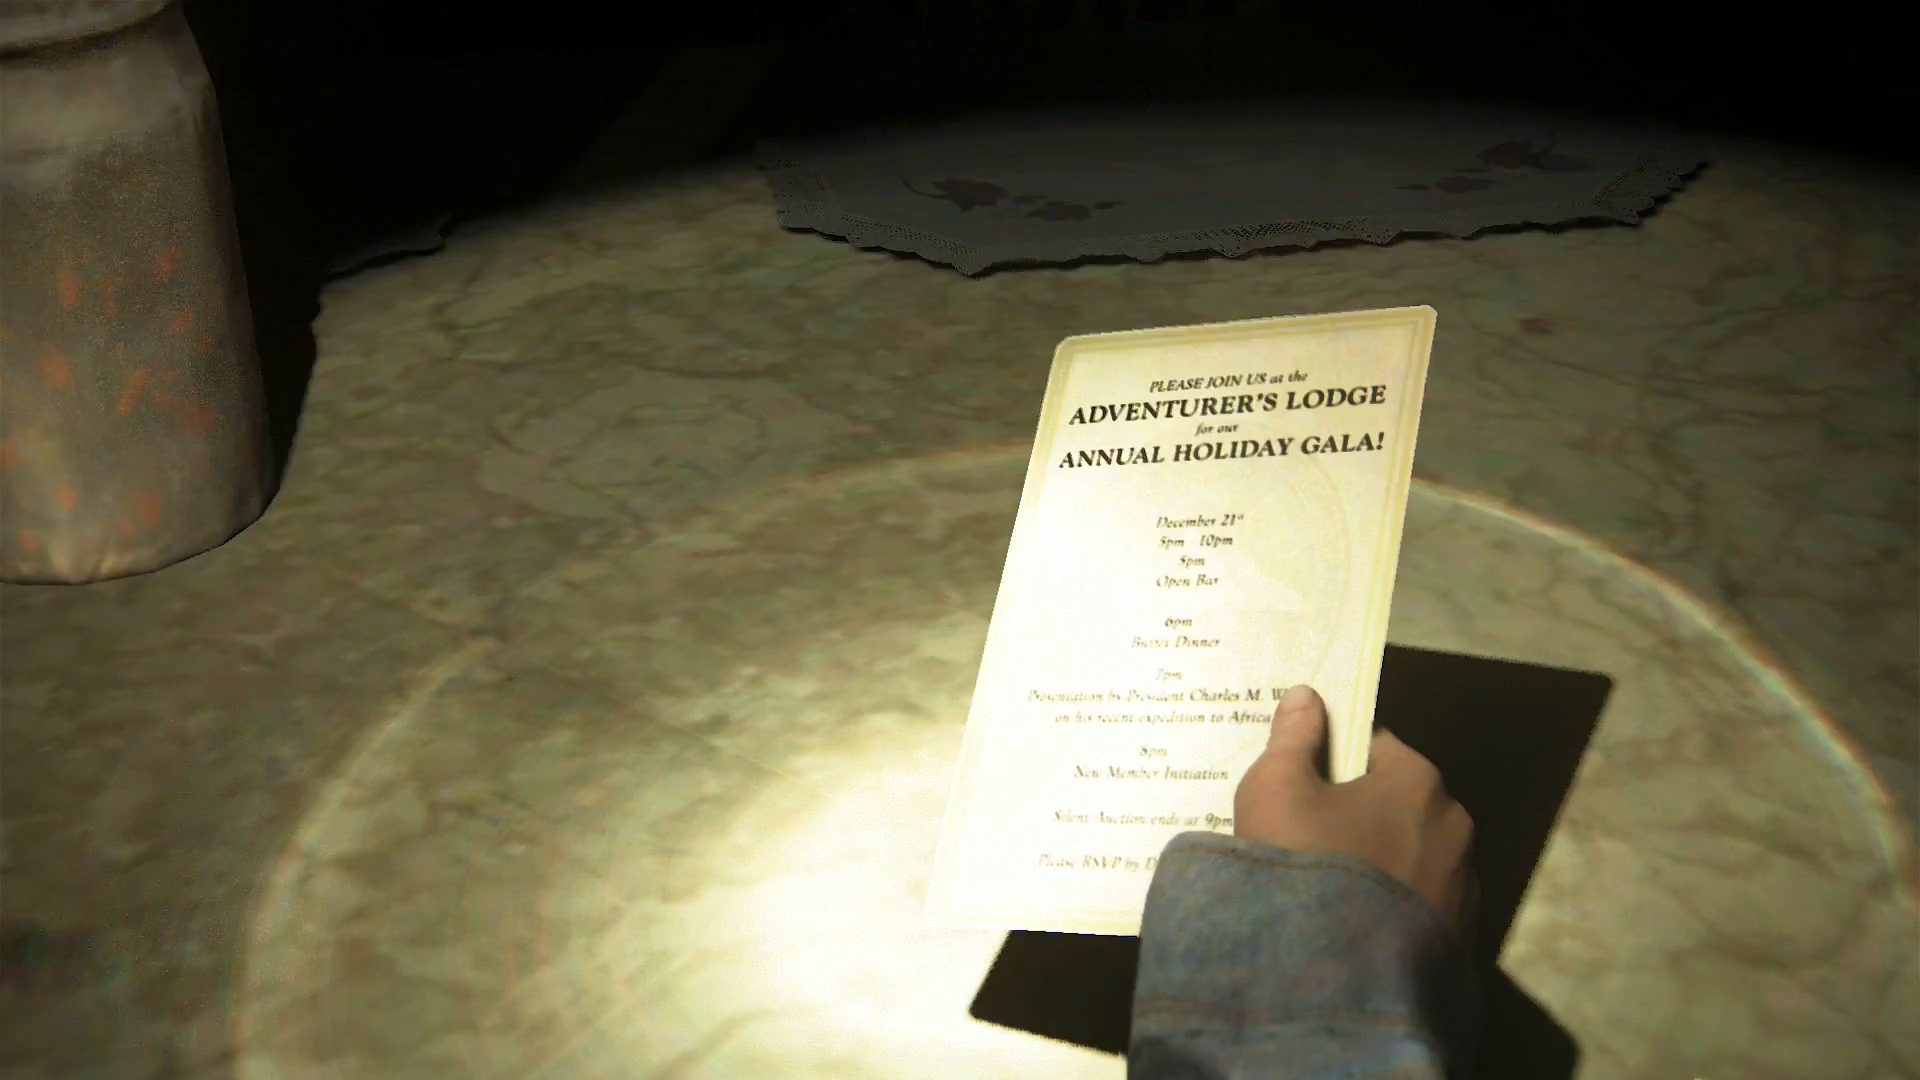 PLEASE JOIN US at the
ADVENTURER'S LODGE
for our
ANNUAL HOLIDAY GALA!
December 21st
5pm - 10pm
5pm
Open Bar
6pm
Buffet Dinner
7pm
Presentation by President Charles M.
on his recent expedition to Africa
8pm
New Member Initiation
Silent Auction ends at 9pm
Please RSVP by